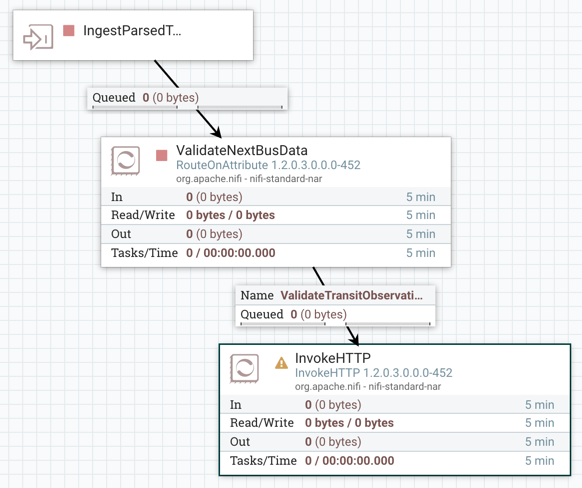 IngestParsedT...
Queued 0 (0 bytes)
ValidateNextBusData
RouteOnAttribute 1.2.0.3.0.0.0-452
org.apache.nifi - nifi-standard-nar
In 0 (0 bytes) 5 min
Read/Write 0 bytes / 0 bytes 5 min
Out 0 (0 bytes) 5 min
Tasks/Time 0 / 00:00:00.000 5 min
Name ValidateTransitObservati...
Queued 0 (0 bytes)
InvokeHTTP
InvokeHTTP 1.2.0.3.0.0.0-452
org.apache.nifi - nifi-standard-nar
In 0 (0 bytes) 5 min
Read/Write 0 bytes / 0 bytes 5 min
Out 0 (0 bytes) 5 min
Tasks/Time 0 / 00:00:00.000 5 min